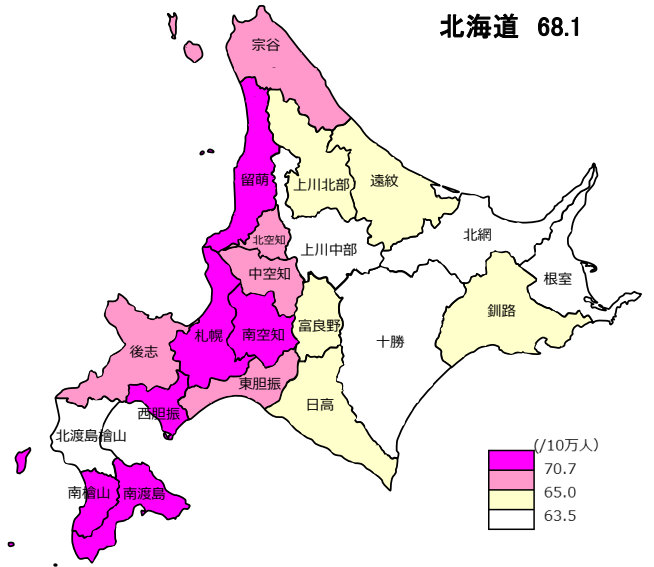 北海道 68.1
宗谷
留萌
上川北部
遠紋
北空知
上川中部
北網
中空知
根室
札幌
南空知
富良野
十勝
釧路
後志
東胆振
日高
西胆振
北渡島檜山
南檜山
南渡島
(/10万人)
70.7
65.0
63.5